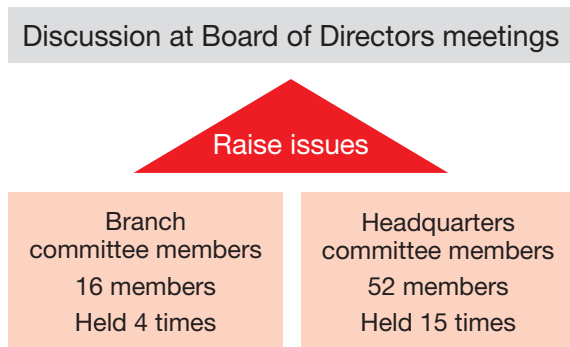 Discussion at Board of Directors meetings
Raise issues
Branch
committee members
16 members
Held 4 times
Headquarters
committee members
52 members
Held 15 times